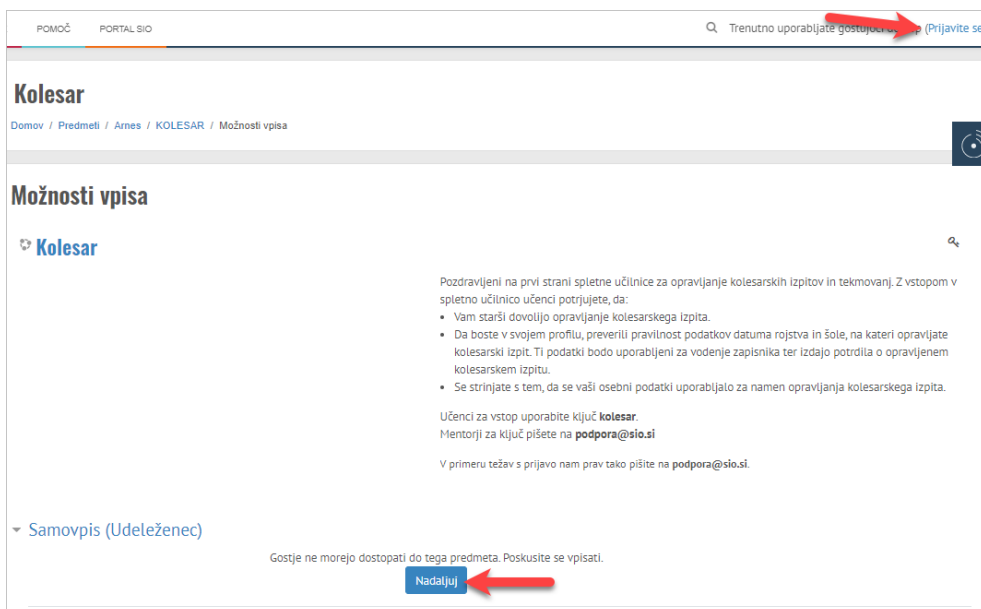 POMOČ PORTAL SIO
Trenutno uporabljate gostujoči (Prijavite se
Kolesar
Domov / Predmeti / Arnes / KOLESAR / Možnosti vpisa
Možnosti vpisa
Kolesar
Pozdravljeni na prvi strani spletne učilnice za opravljanje kolesarskih izpitov in tekmovanj. Z vstopom v
spletno učilnico učenci potrjujete, da:
• Vam starši dovolijo opravljanje kolesarskega izpita.
• Da boste v svojem profilu, preverili pravilnost podatkov datuma rojstva in šole, na kateri opravljate
kolesarski izpit. Ti podatki bodo uporabljeni za vodenje zapisnika ter izdajo potrdila o opravljenem
kolesarskem izpitu.
• Se strinjate s tem, da se vaši osebni podatki uporabljalo za namen opravljanja kolesarskega izpita.
Učenci za vstop uporabite ključ kolesar.
Mentorji za ključ pišete na podpora@sio.si
V primeru težav s prijavo nam prav tako pišite na podpora@sio.si.
Samovpis (Udeleženec)
Gostje ne morejo dostopati do tega predmeta. Poskusite se vpisati.
Nadaljuj